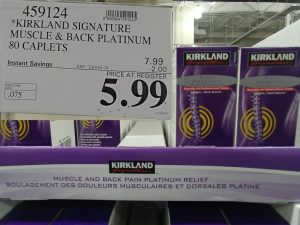 459124
*KIRKLAND SIGNATURE
MUSCLE & BACK PLATINUM
80 CAPLETS
7.99
Instant Savings
-2.00
PRICE AT REGISTER
5.99
.075
KIRKLAND
KIRKLAND
KIRKLAND
Signature
MUSCLE AND BACK PAIN PLATINUM RELIEF
SOULAGEMENT DES DOULEURS MUSCULAIRES ET DORSALES PLATINE